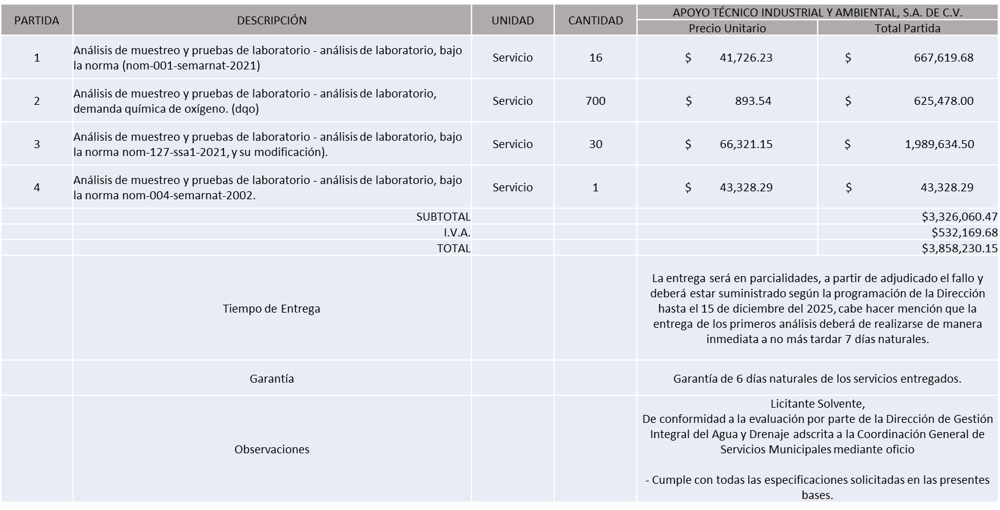 PARTIDA DESCRIPCIÓN UNIDAD CANTIDAD APOYO TÉCNICO INDUSTRIAL Y AMBIENTAL, S.A. DE C.V.
Precio Unitario Total Partida
1 Análisis de muestreo y pruebas de laboratorio - análisis de laboratorio, bajo
la norma (nom-001-semarnat-2021) Servicio 16 $ 41,726.23 $ 667,619.68
2 Análisis de muestreo y pruebas de laboratorio - análisis de laboratorio,
demanda química de oxígeno. (dqo) Servicio 700 $ 893.54 $ 625,478.00
3 Análisis de muestreo y pruebas de laboratorio - análisis de laboratorio, bajo
la norma nom-127-ssa1-2021, y su modificación). Servicio 30 $ 66,321.15 $ 1,989,634.50
4 Análisis de muestreo y pruebas de laboratorio - análisis de laboratorio, bajo
la norma nom-004-semarnat-2002. Servicio 1 $ 43,328.29 $ 43,328.29
SUBTOTAL $3,326,060.47
I.V.A. $532,169.68
TOTAL $3,858,230.15
Tiempo de Entrega
La entrega será en parcialidades, a partir de adjudicado el fallo y
deberá estar suministrado según la programación de la Dirección
hasta el 15 de diciembre del 2025, cabe hacer mención que la
entrega de los primeros análisis deberá de realizarse de manera
inmediata a no más tardar 7 días naturales.
Garantía
Garantía de 6 días naturales de los servicios entregados.
Observaciones
Licitante Solvente,
De conformidad a la evaluación por parte de la Dirección de Gestión
Integral del Agua y Drenaje adscrita a la Coordinación General de
Servicios Municipales mediante oficio
- Cumple con todas las especificaciones solicitadas en las presentes
bases.